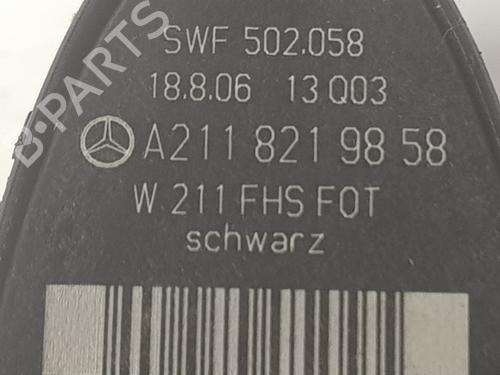 SWF 502.058
18.8.06 13 Q03
A211 821 98 58
W 211 FHS FOT
schwarz
B-PARTS